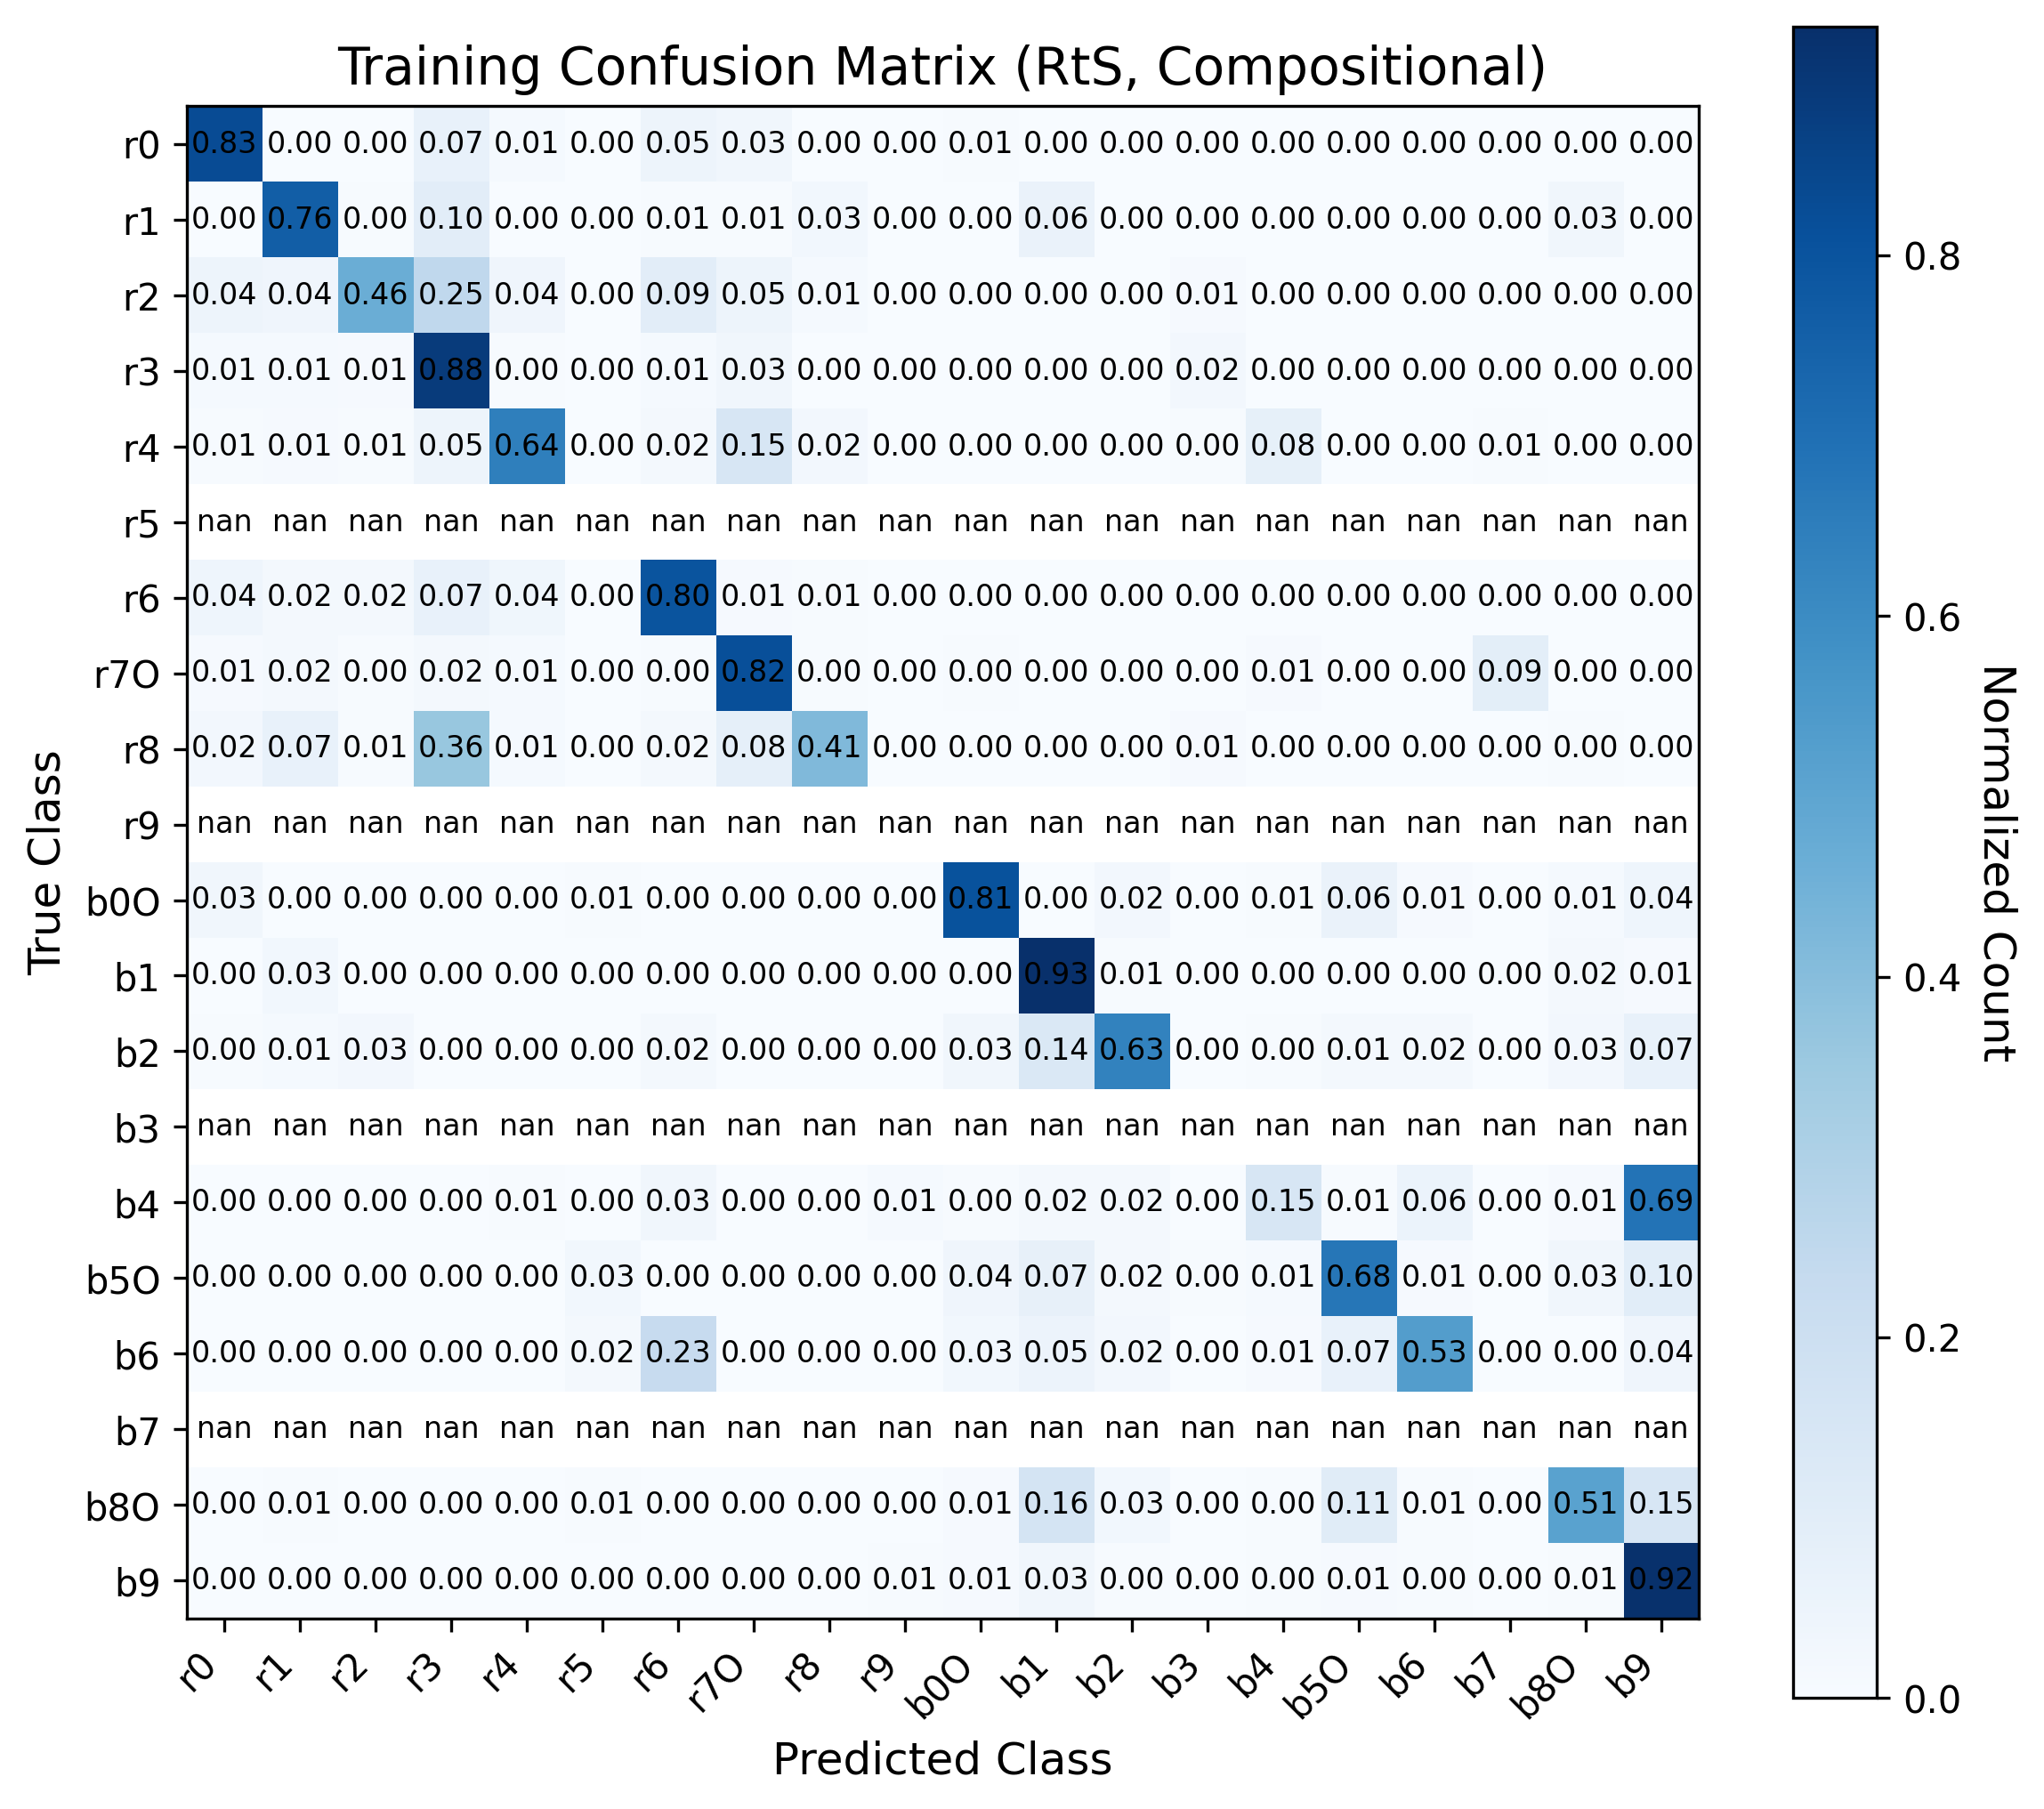 Training Confusion Matrix (RtS, Compositional)
r0 0.83 0.00 0.00 0.07 0.01 0.00 0.05 0.03 0.00 0.00 0.01 0.00 0.00 0.00 0.00 0.00 0.00 0.00 0.00 0.00
r1 0.00 0.76 0.00 0.10 0.00 0.00 0.01 0.01 0.03 0.00 0.00 0.06 0.00 0.00 0.00 0.00 0.00 0.00 0.03 0.00
r2 0.04 0.04 0.46 0.25 0.04 0.00 0.09 0.05 0.01 0.00 0.00 0.00 0.00 0.01 0.00 0.00 0.00 0.00 0.00 0.00
r3 0.01 0.01 0.01 0.88 0.00 0.00 0.01 0.03 0.00 0.00 0.00 0.00 0.00 0.02 0.00 0.00 0.00 0.00 0.00 0.00
r4 0.01 0.01 0.01 0.05 0.64 0.00 0.02 0.15 0.02 0.00 0.00 0.00 0.00 0.00 0.08 0.00 0.00 0.01 0.00 0.00
r5 nan nan nan nan nan nan nan nan nan nan nan nan nan nan nan nan nan nan nan nan
r6 0.04 0.02 0.02 0.07 0.04 0.00 0.80 0.01 0.01 0.00 0.00 0.00 0.00 0.00 0.00 0.00 0.00 0.00 0.00 0.00
r7O 0.01 0.02 0.00 0.02 0.01 0.00 0.00 0.82 0.00 0.00 0.00 0.00 0.00 0.00 0.01 0.00 0.00 0.09 0.00 0.00
r8 0.02 0.07 0.01 0.36 0.01 0.00 0.02 0.08 0.41 0.00 0.00 0.00 0.00 0.01 0.00 0.00 0.00 0.00 0.00 0.00
r9 nan nan nan nan nan nan nan nan nan nan nan nan nan nan nan nan nan nan nan nan
b0O 0.03 0.00 0.00 0.00 0.00 0.01 0.00 0.00 0.00 0.00 0.81 0.00 0.02 0.00 0.01 0.06 0.01 0.00 0.01 0.04
b1 0.00 0.03 0.00 0.00 0.00 0.00 0.00 0.00 0.00 0.00 0.00 0.93 0.01 0.00 0.00 0.00 0.00 0.00 0.02 0.01
b2 0.00 0.01 0.03 0.00 0.00 0.00 0.02 0.00 0.00 0.00 0.03 0.14 0.63 0.00 0.00 0.01 0.02 0.00 0.03 0.07
b3 nan nan nan nan nan nan nan nan nan nan nan nan nan nan nan nan nan nan nan nan
b4 0.00 0.00 0.00 0.00 0.01 0.00 0.03 0.00 0.00 0.01 0.00 0.02 0.02 0.00 0.15 0.01 0.06 0.00 0.01 0.69
b5O 0.00 0.00 0.00 0.00 0.00 0.03 0.00 0.00 0.00 0.00 0.04 0.07 0.02 0.00 0.01 0.68 0.01 0.00 0.03 0.10
b6 0.00 0.00 0.00 0.00 0.00 0.02 0.23 0.00 0.00 0.00 0.03 0.05 0.02 0.00 0.01 0.07 0.53 0.00 0.00 0.04
b7 nan nan nan nan nan nan nan nan nan nan nan nan nan nan nan nan nan nan nan nan
b8O 0.00 0.01 0.00 0.00 0.00 0.01 0.00 0.00 0.00 0.00 0.01 0.16 0.03 0.00 0.00 0.11 0.01 0.00 0.51 0.15
b9 0.00 0.00 0.00 0.00 0.00 0.00 0.00 0.00 0.00 0.01 0.01 0.03 0.00 0.00 0.00 0.01 0.00 0.00 0.01 0.92
r0 r1 r2 r3 r4 r5 r6 r7O r8 r9 b0O b1 b2 b3 b4 b5O b6 b7 b8O b9
Predicted Class
True Class
0.8
0.6
0.4
0.2
0.0
Normalized Count